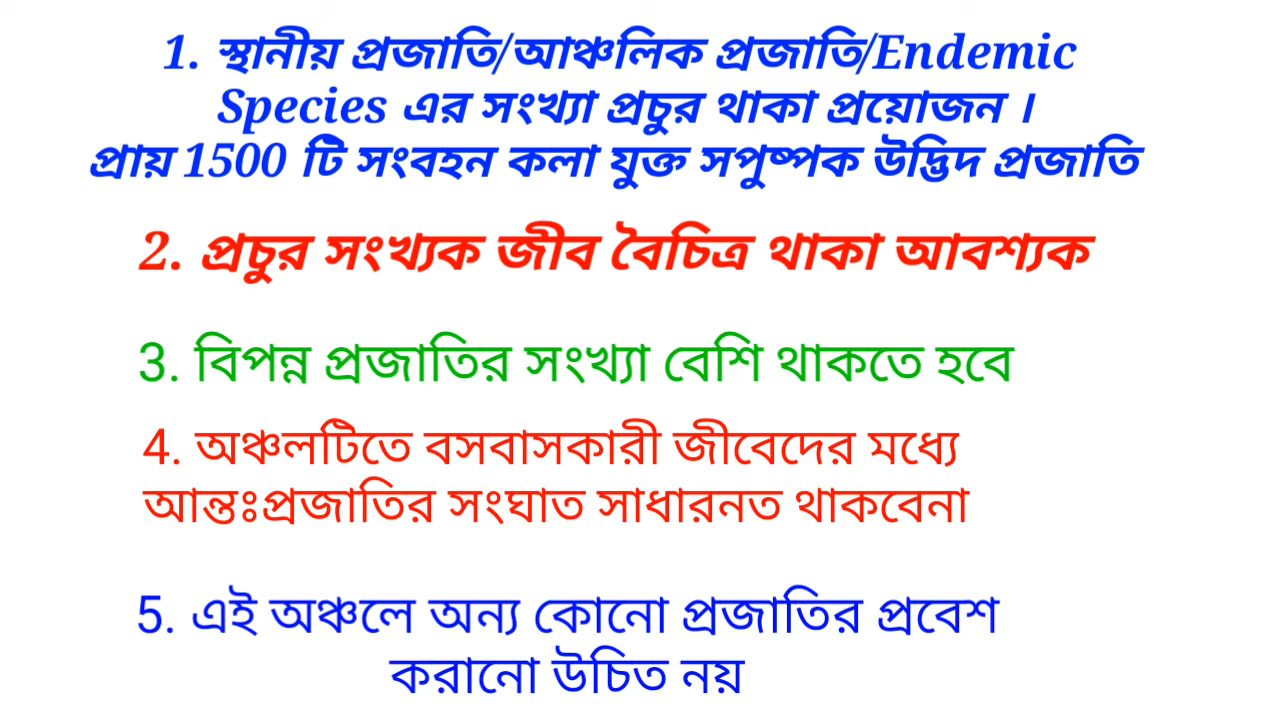 1. স্থানীয় প্রজাতি/আঞ্চলিক প্রজাতি/Endemic
Species এর সংখ্যা প্রচুর থাকা প্রয়োজন ।
প্রায় 1500 টি সংবহন কলা যুক্ত সপুষ্পক উদ্ভিদ প্রজাতি
2. প্রচুর সংখ্যক জীব বৈচিত্র থাকা আবশ্যক
3. বিপন্ন প্রজাতির সংখ্যা বেশি থাকতে হবে
4. অঞ্চলটিতে বসবাসকারী জীবেদের মধ্যে
আন্তঃপ্রজাতির সংঘাত সাধারনত থাকবেনা
5. এই অঞ্চলে অন্য কোনো প্রজাতির প্রবেশ
করানো উচিত নয়